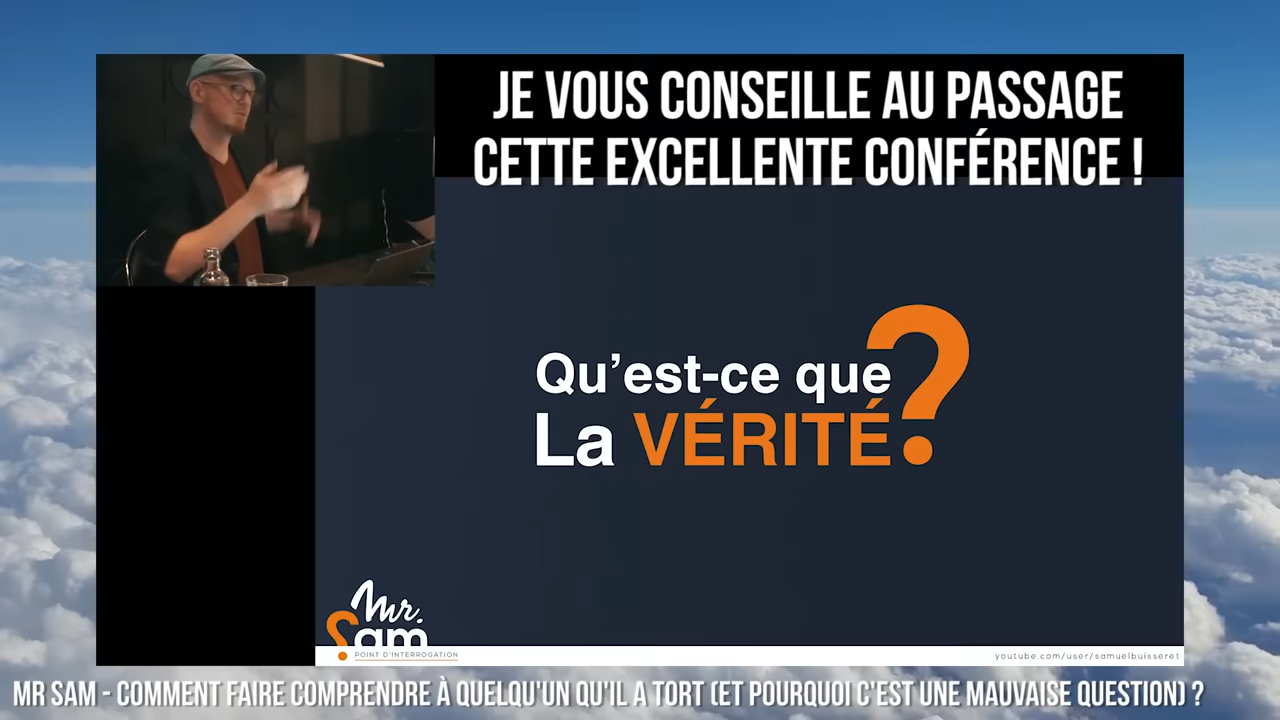 JE VOUS CONSEILLE AU PASSAGE
CETTE EXCELLENTE CONFÉRENCE !
Qu'est-ce que
La VÉRITÉ ?
Mr.
Sam
POINT D'INTERROGATION
youtube.com/user/samuelbuisseret
MR SAM - COMMENT FAIRE COMPRENDRE À QUELQU'UN QU'IL A TORT (ET POURQUOI C'EST UNE MAUVAISE QUESTION) ?